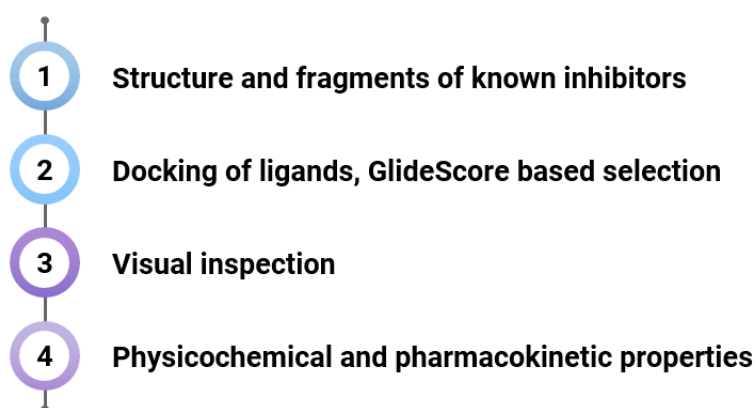 1 Structure and fragments of known inhibitors
2 Docking of ligands, GlideScore based selection
3 Visual inspection
4 Physicochemical and pharmacokinetic properties